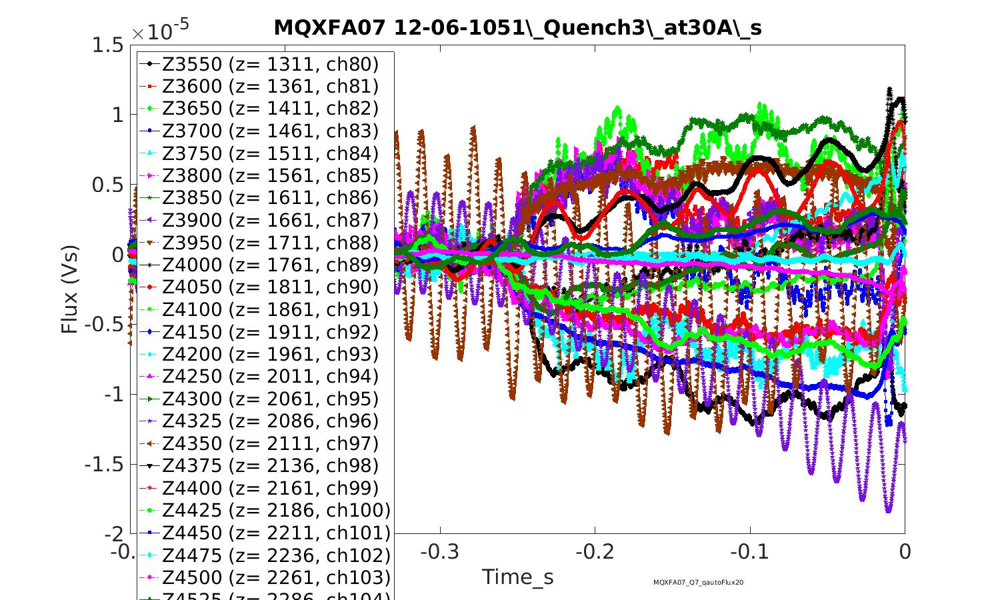 MQXFA07 12-06-1051\_Quench3\_at30A\_s
×10-5
1.5
1
0.5
0
-0.5
-1
-1.5
-2
Flux (Vs)
Z3550 (z= 1311, ch80)
Z3600 (z= 1361, ch81)
Z3650 (z= 1411, ch82)
Z3700 (z= 1461, ch83)
Z3750 (z= 1511, ch84)
Z3800 (z= 1561, ch85)
Z3850 (z= 1611, ch86)
Z3900 (z= 1661, ch87)
Z3950 (z= 1711, ch88)
Z4000 (z= 1761, ch89)
Z4050 (z= 1811, ch90)
Z4100 (z= 1861, ch91)
Z4150 (z= 1911, ch92)
Z4200 (z= 1961, ch93)
Z4250 (z= 2011, ch94)
Z4300 (z= 2061, ch95)
Z4325 (z= 2086, ch96)
Z4350 (z= 2111, ch97)
Z4375 (z= 2136, ch98)
Z4400 (z= 2161, ch99)
Z4425 (z= 2186, ch100)
Z4450 (z= 2211, ch101)
Z4475 (z= 2236, ch102)
Z4500 (z= 2261, ch103)
Z4525 (z= 2286, ch104)
-0. -0.3 -0.2 -0.1 0
Time_s
MQXFA07_Q7_qautoFlux20